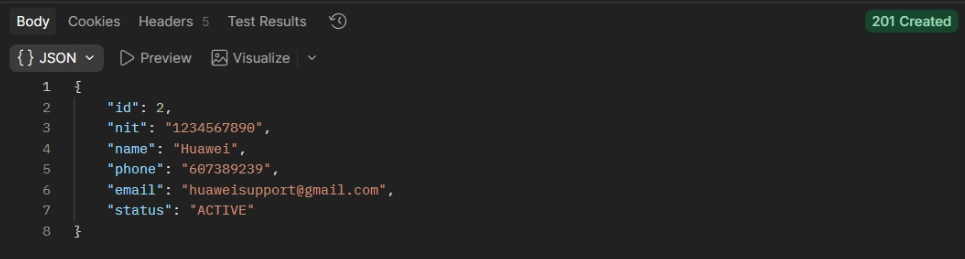 Body Cookies Headers 5 Test Results 201 Created
{} JSON Preview Visualize
1 {
2 "id": 2,
3 "nit": "1234567890",
4 "name": "Huawei",
5 "phone": "607389239",
6 "email": "huaweisupport@gmail.com",
7 "status": "ACTIVE"
8 }